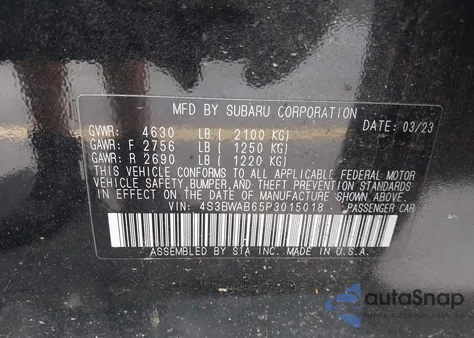 MFD BY SUBARU CORPORATION
DATE: 03/23
GVWR: 4630 LB ( 2100 KG)
GAWR: F 2756 LB ( 1250 KG)
GAWR: R 2690 LB ( 1220 KG)
THIS VEHICLE CONFORMS TO ALL APPLICABLE FEDERAL MOTOR
VEHICLE SAFETY, BUMPER, AND THEFT PREVENTION STANDARDS
IN EFFECT ON THE DATE OF MANUFACTURE SHOWN ABOVE.
VIN: 4S3BWAB65P3015018 PASSENGER CAR
ASSEMBLED BY SIA INC. MADE IN U.S.A.
autoSnap